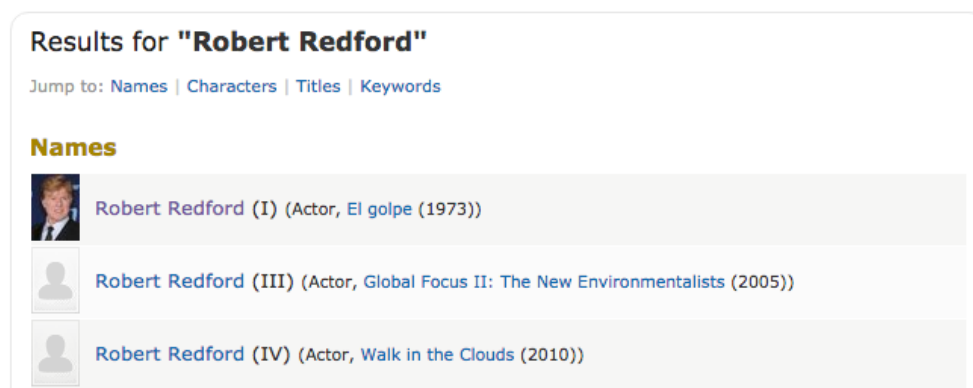 Results for "Robert Redford"
Jump to: Names | Characters | Titles | Keywords
Names
Robert Redford (I) (Actor, El golpe (1973))
Robert Redford (III) (Actor, Global Focus II: The New Environmentalists (2005))
Robert Redford (IV) (Actor, Walk in the Clouds (2010))